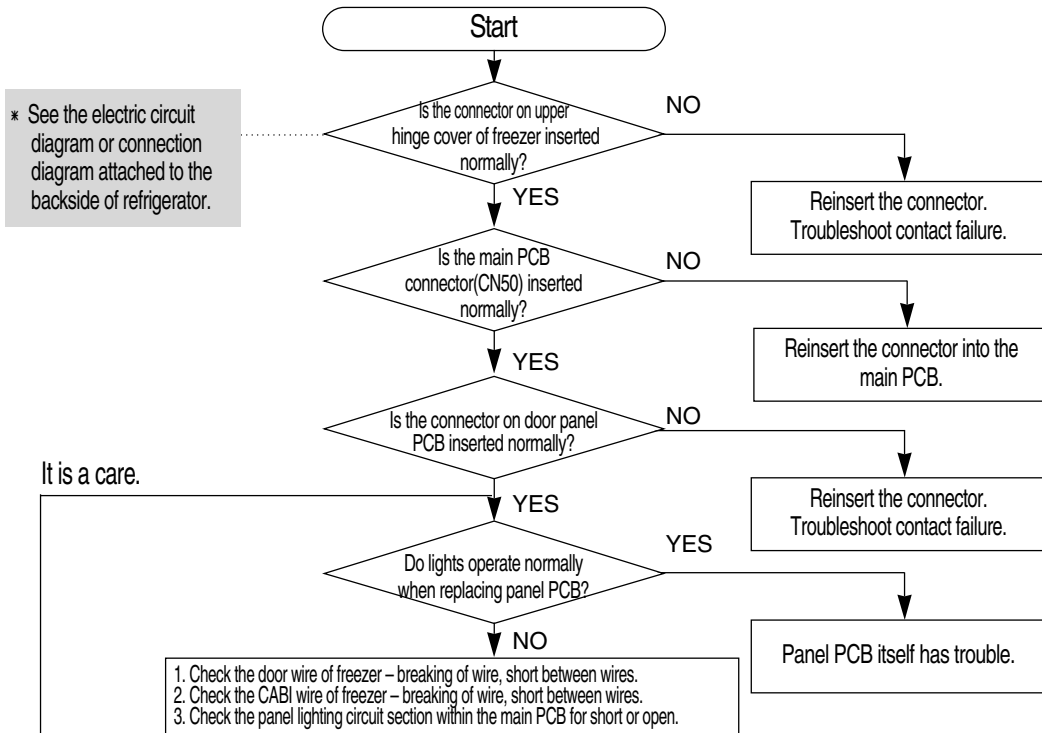 Start
* See the electric circuit
diagram or connection
diagram attached to the
backside of refrigerator.
Is the connector on upper
hinge cover of freezer inserted
normally?
NO
YES
Reinsert the connector.
Troubleshoot contact failure.
Is the main PCB
connector(CN50) inserted
normally?
NO
YES
Reinsert the connector into the
main PCB.
Is the connector on door panel
PCB inserted normally?
NO
YES
Reinsert the connector.
Troubleshoot contact failure.
It is a care.
Do lights operate normally
when replacing panel PCB?
YES
NO
Panel PCB itself has trouble.
1. Check the door wire of freezer – breaking of wire, short between wires.
2. Check the CABI wire of freezer – breaking of wire, short between wires.
3. Check the panel lighting circuit section within the main PCB for short or open.